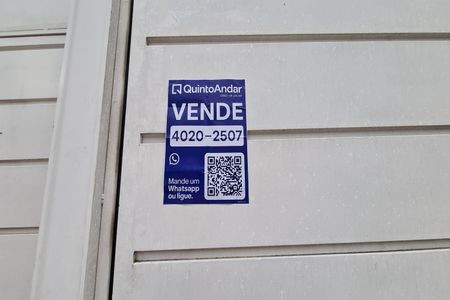 QuintoAndar
VENDE
4020-2507
Mande um
Whatsapp
ou ligue.